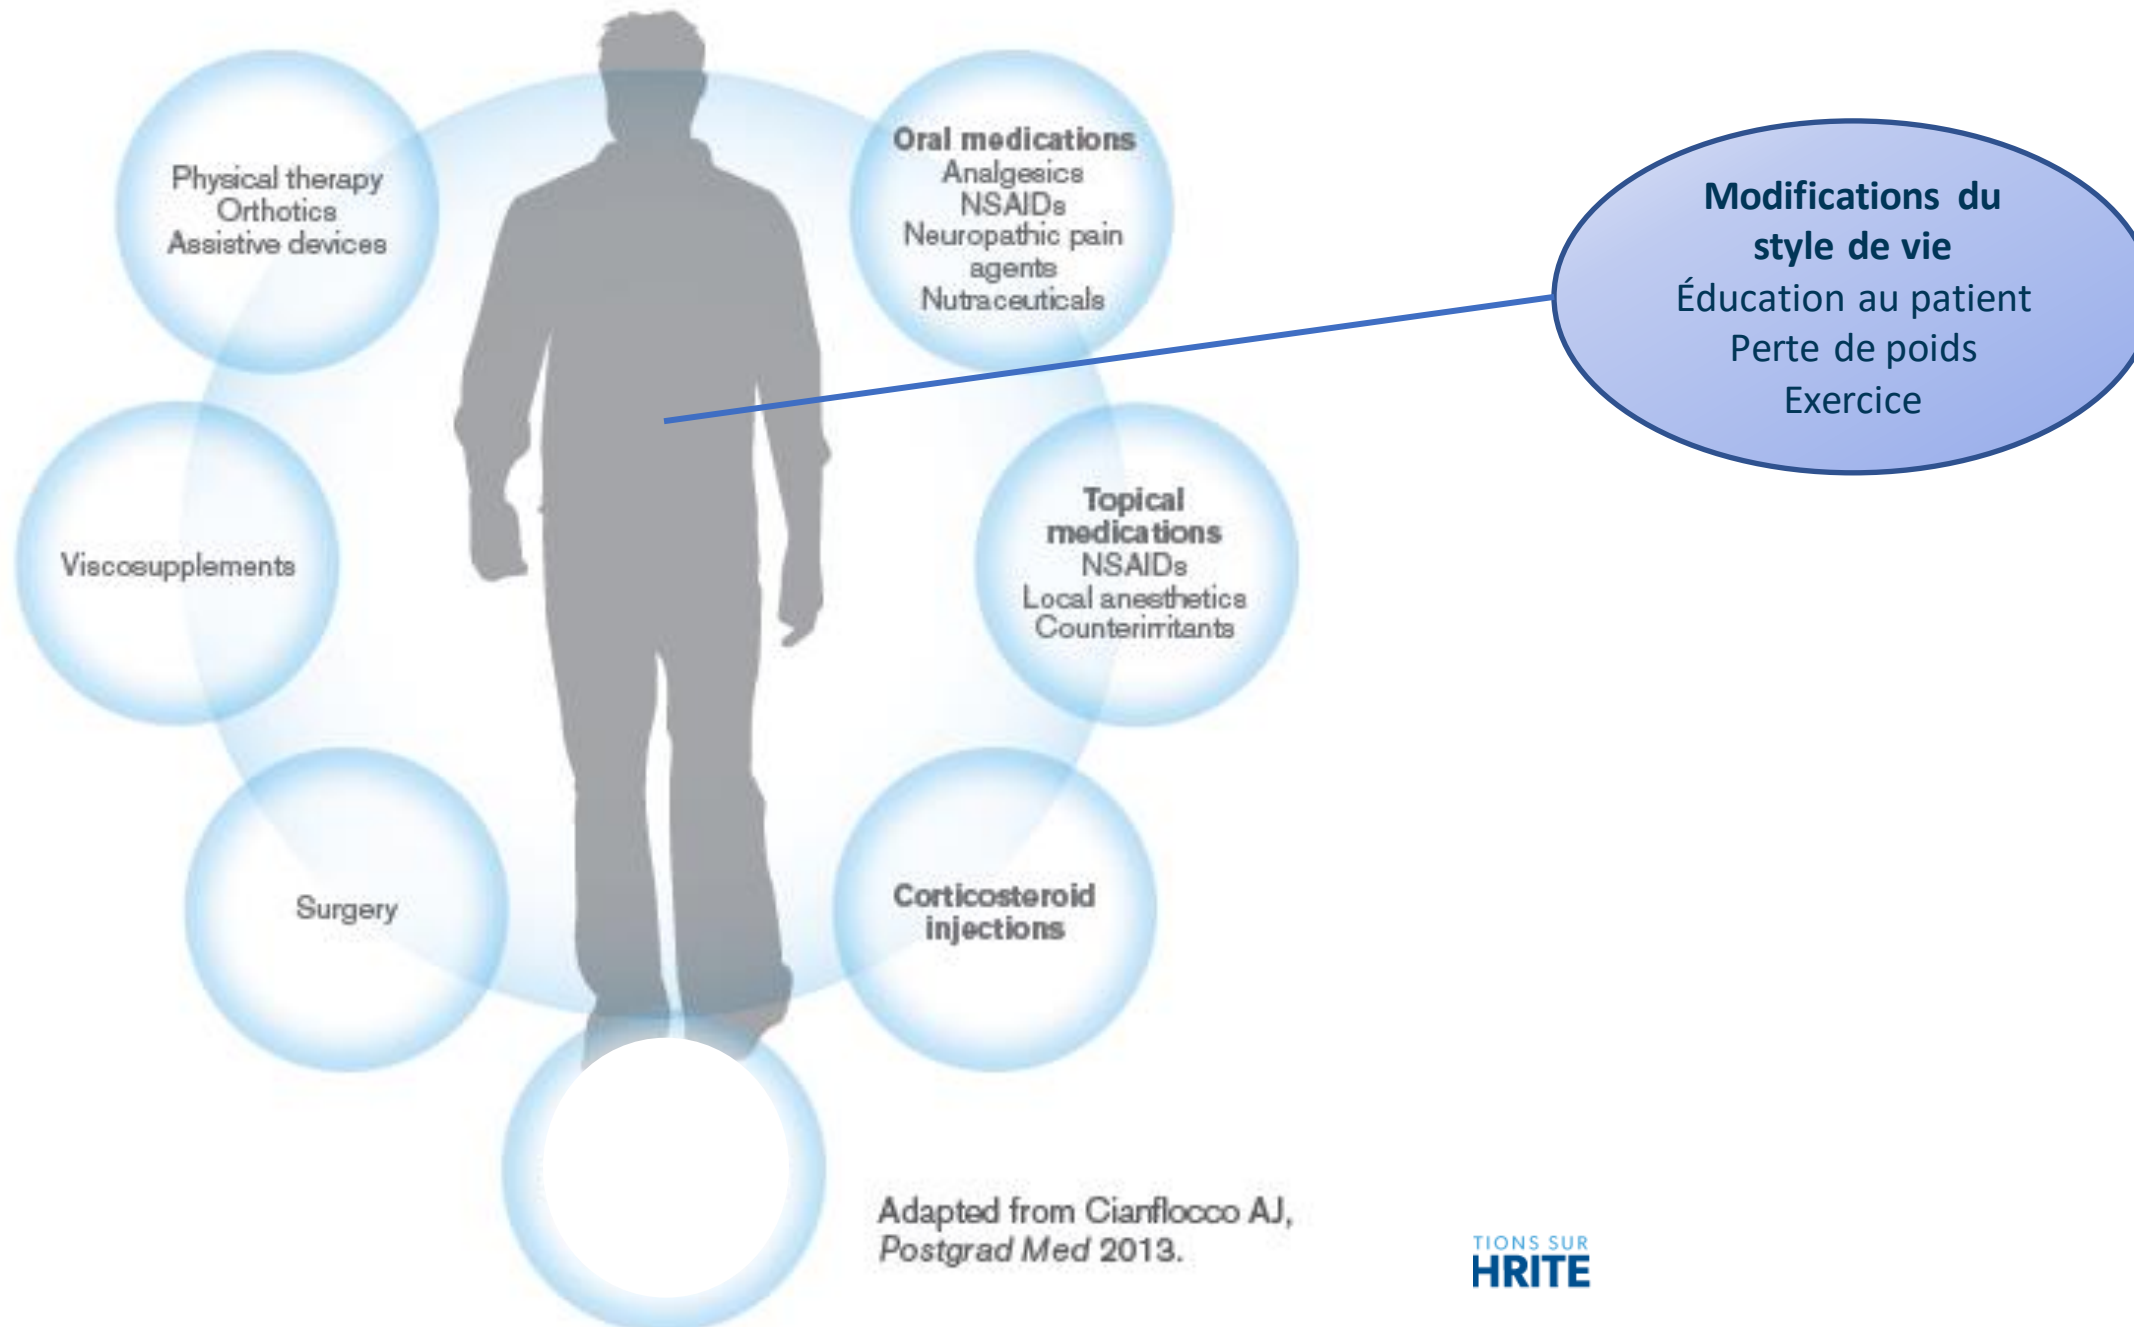 Physical therapy
Orthotics
Assistive devices
Oral medications
Analgesics
NSAIDs
Neuropathic pain
agents
Nutraceuticals
Modifications du
style de vie
Éducation au patient
Perte de poids
Exercice
Viscosupplements
Topical
medications
NSAIDs
Local anesthetics
Counterirritants
Surgery
Corticosteroid
injections
Adapted from Cianflocco AJ,
Postgrad Med 2013.
TIONS SUR
HRITE